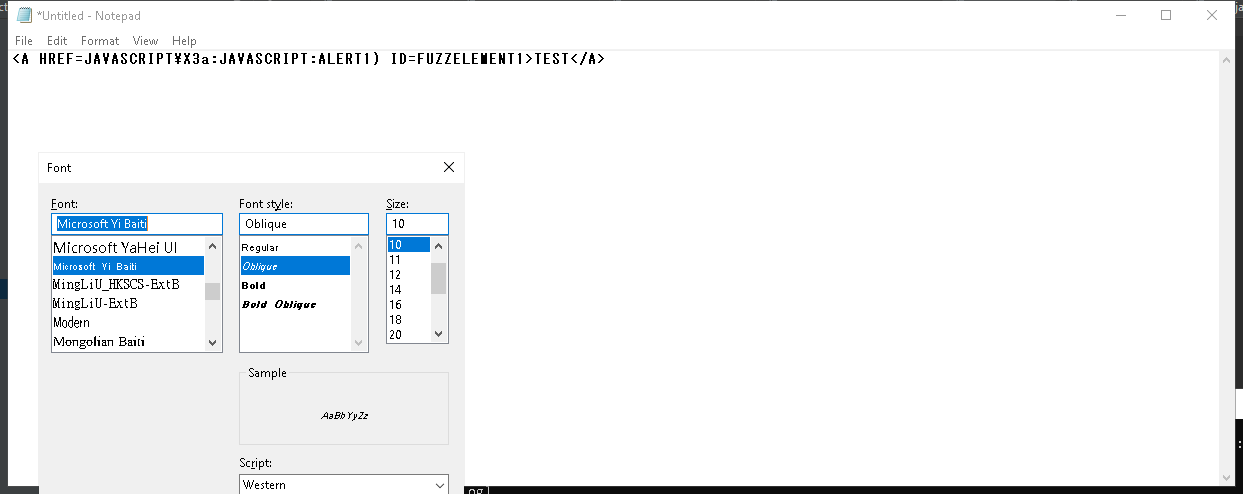 *Untitled - Notepad
File Edit Format View Help
<A HREF=JAVASCRIPT¥X3a:JAVASCRIPT:ALERT1) ID=FUZZELEMENT1>TEST</A>
Font
Font: Font style: Size:
Microsoft Yi Baiti Oblique 10
Microsoft YaHei UI
Microsoft Yi Baiti
MingLiU_HKSCS-ExtB
MingLiU-ExtB
Modern
Mongolian Baiti
Regular
Oblique
Bold
Bold Oblique
10
11
12
14
16
18
20
Sample
AaBbYyZz
Script:
Western